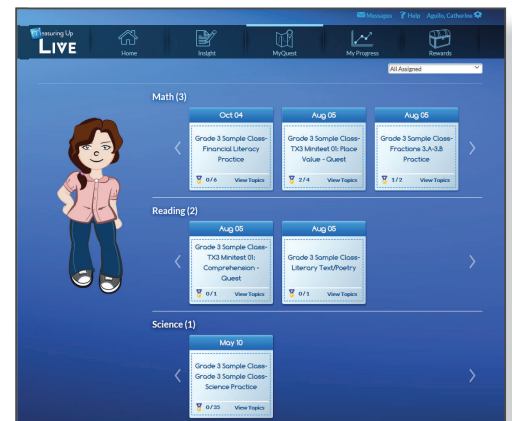 Messages ? Help Aguilo, Catherine
Measuring Up
LIVE
Home
Insight
MyQuest
My Progress
Rewards
All Assigned
Math (3)
Oct 04
Grade 3 Sample Class-
Financial Literacy
Practice
0/6 View Topics
Aug 05
Grade 3 Sample Class-
TX3 Minitest 01: Place
Value - Quest
2/4 View Topics
Aug 05
Grade 3 Sample Class-
Fractions 3.A-3.B
Practice
1/2 View Topics
Reading (2)
Aug 05
Grade 3 Sample Class-
TX3 Minitest 01:
Comprehension -
Quest
0/1 View Topics
Aug 05
Grade 3 Sample Class-
Literary Text/Poetry
0/1 View Topics
Science (1)
May 10
Grade 3 Sample Class-
Grade 3 Sample Class-
Science Practice
0/35 View Topics